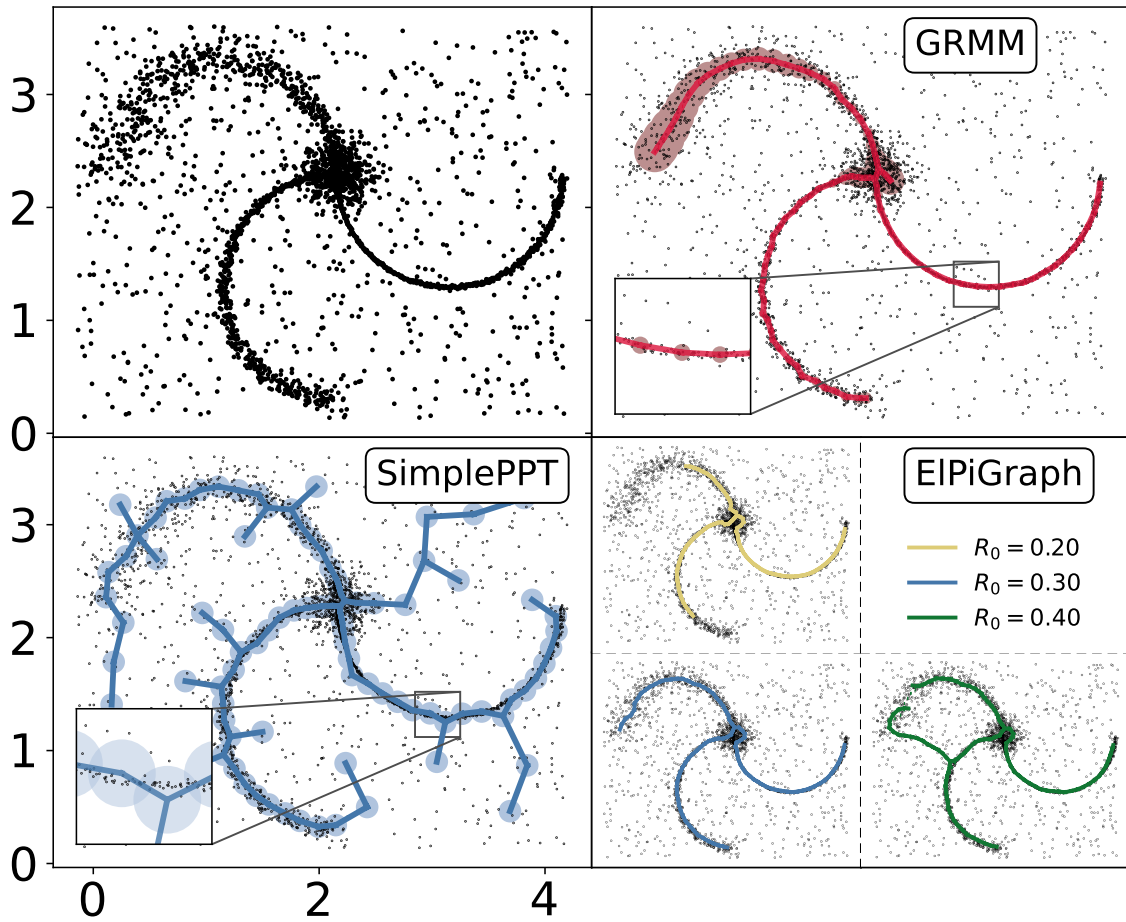 3
2
1
0
GRMM
SimplePPT
3
2
1
0
0
2
4
ElPiGraph
R₀ = 0.20
R₀ = 0.30
R₀ = 0.40